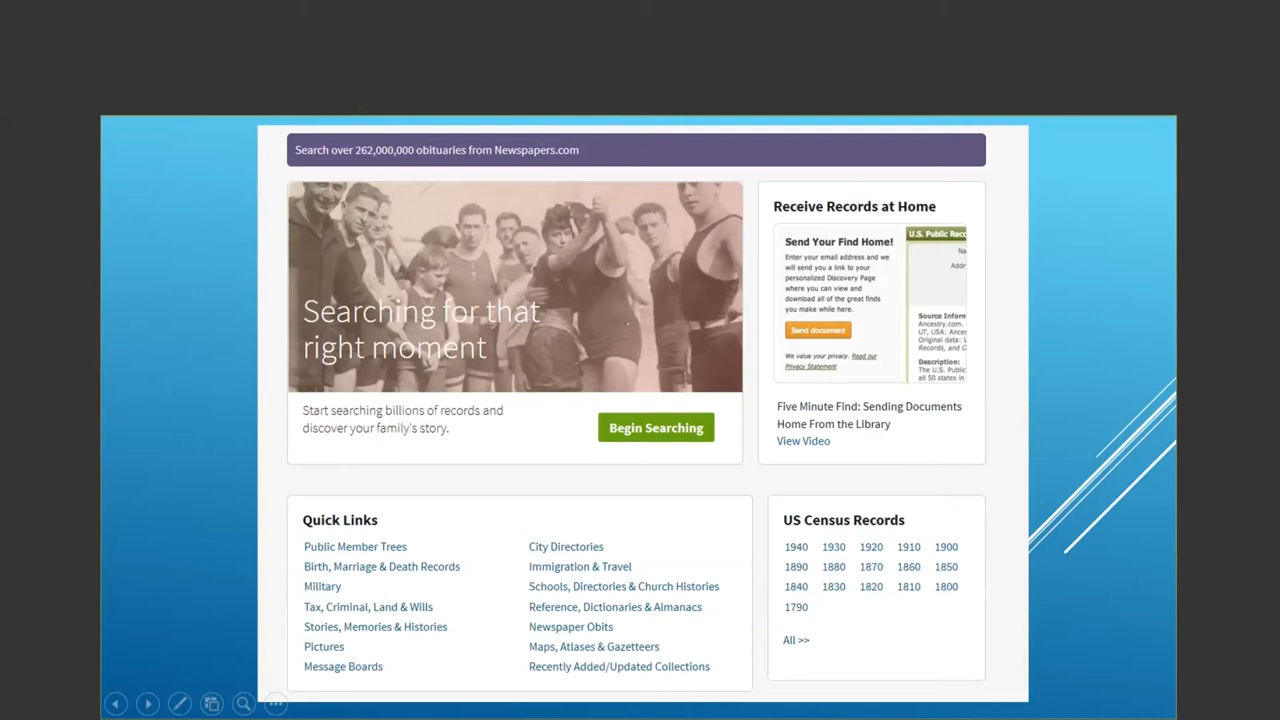 Search over 262,000,000 obituaries from Newspapers.com
Searching for that
right moment
Start searching billions of records and
discover your family's story.
Begin Searching
Receive Records at Home
Send Your Find Home!
Enter your email address and we
will send you a link to your
personalized Discovery Page
where you can view and
download all of the great finds
you make while here.
Send document
We value your privacy. Read our
Privacy Statement
U.S. Public Reco
Na
Addr
Source Inform
Ancestry.com.
UT, USA: Ances
Original data: L
Records, and C
Description:
The U.S. Public
all 50 states in
Five Minute Find: Sending Documents
Home From the Library
View Video
Quick Links
Public Member Trees
Birth, Marriage & Death Records
Military
Tax, Criminal, Land & Wills
Stories, Memories & Histories
Pictures
Message Boards
City Directories
Immigration & Travel
Schools, Directories & Church Histories
Reference, Dictionaries & Almanacs
Newspaper Obits
Maps, Atlases & Gazetteers
Recently Added/Updated Collections
US Census Records
1940 1930 1920 1910 1900
1890 1880 1870 1860 1850
1840 1830 1820 1810 1800
1790
All >>